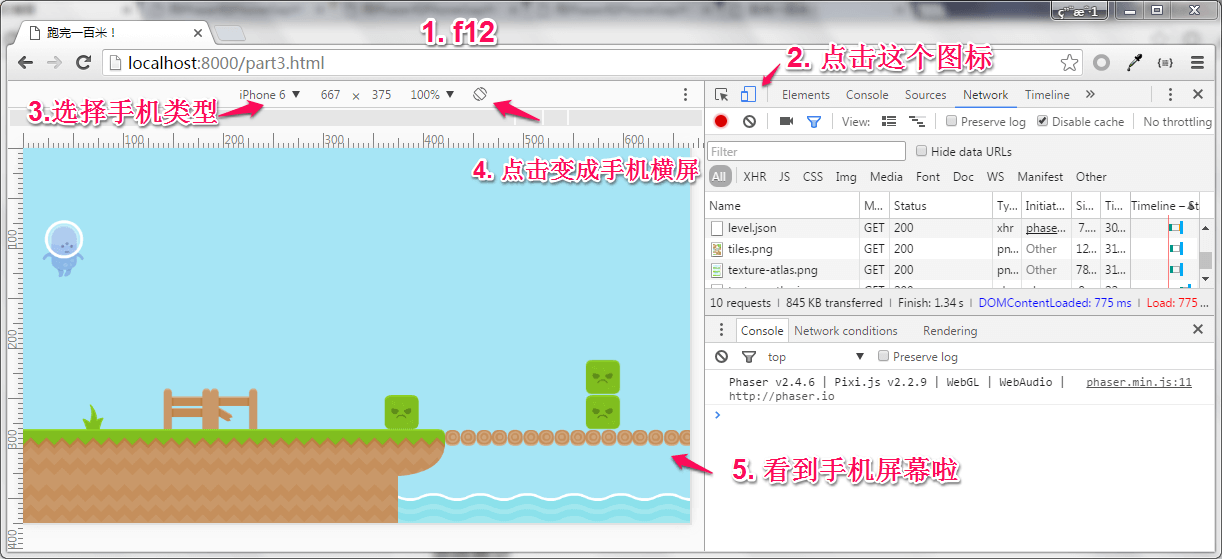 跑完一百米！
1. f12
localhost:8000/part3.html
2. 点击这个图标
iPhone 6 ▼ 667 × 375 100% ▼
3.选择手机类型
4. 点击变成手机横屏
0 100 200 300 400 500 600
100
200
300
400
5. 看到手机屏幕啦
Elements Console Sources Network Timeline »
View: Preserve log Disable cache No throttling
Filter Hide data URLs
All XHR JS CSS Img Media Font Doc WS Manifest Other
Name M... Status Ty... Initiat... Si... Ti... Timeline – St
level.json GET 200 xhr phase... 7.... 30...
tiles.png GET 200 pn... Other 12... 31...
texture-atlas.png GET 200 pn... Other 78... 31...
10 requests | 845 KB transferred | Finish: 1.34 s | DOMContentLoaded: 775 ms | Load: 775 ...
Console Network conditions Rendering
top ▼ Preserve log
Phaser v2.4.6 | Pixi.js v2.2.9 | WebGL | WebAudio | phaser.min.js:11
http://phaser.io